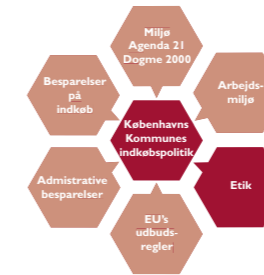 Miljø
Agenda 21
Dogme 2000
Besparelser
på
indkøb
Arbejds-
miljø
Københavns
Kommunes
indkøbspolitik
Admistrative
besparelser
Etik
EU's
udbuds-
regler